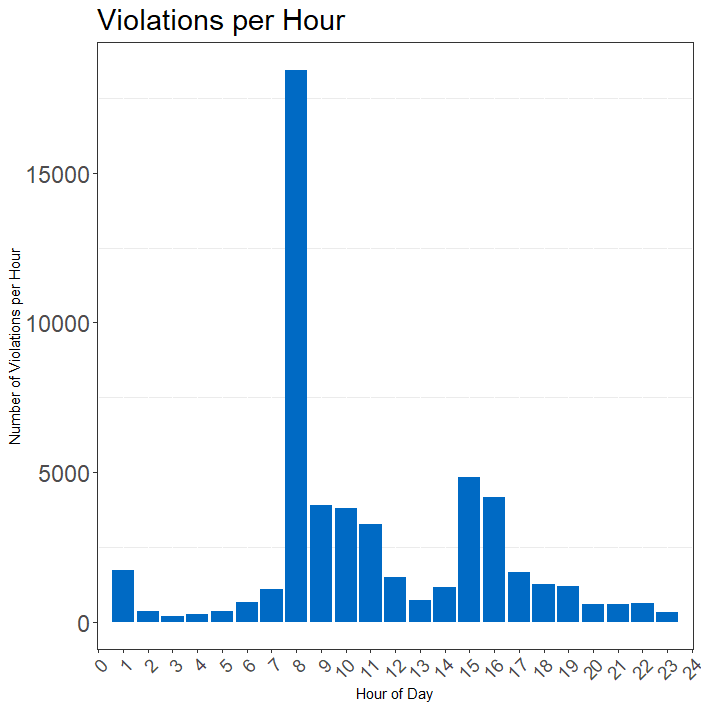 Violations per Hour
Number of Violations per Hour
15000
10000
5000
0
0 1 2 3 4 5 6 7 8 9 10 11 12 13 14 15 16 17 18 19 20 21 22 23 24
Hour of Day